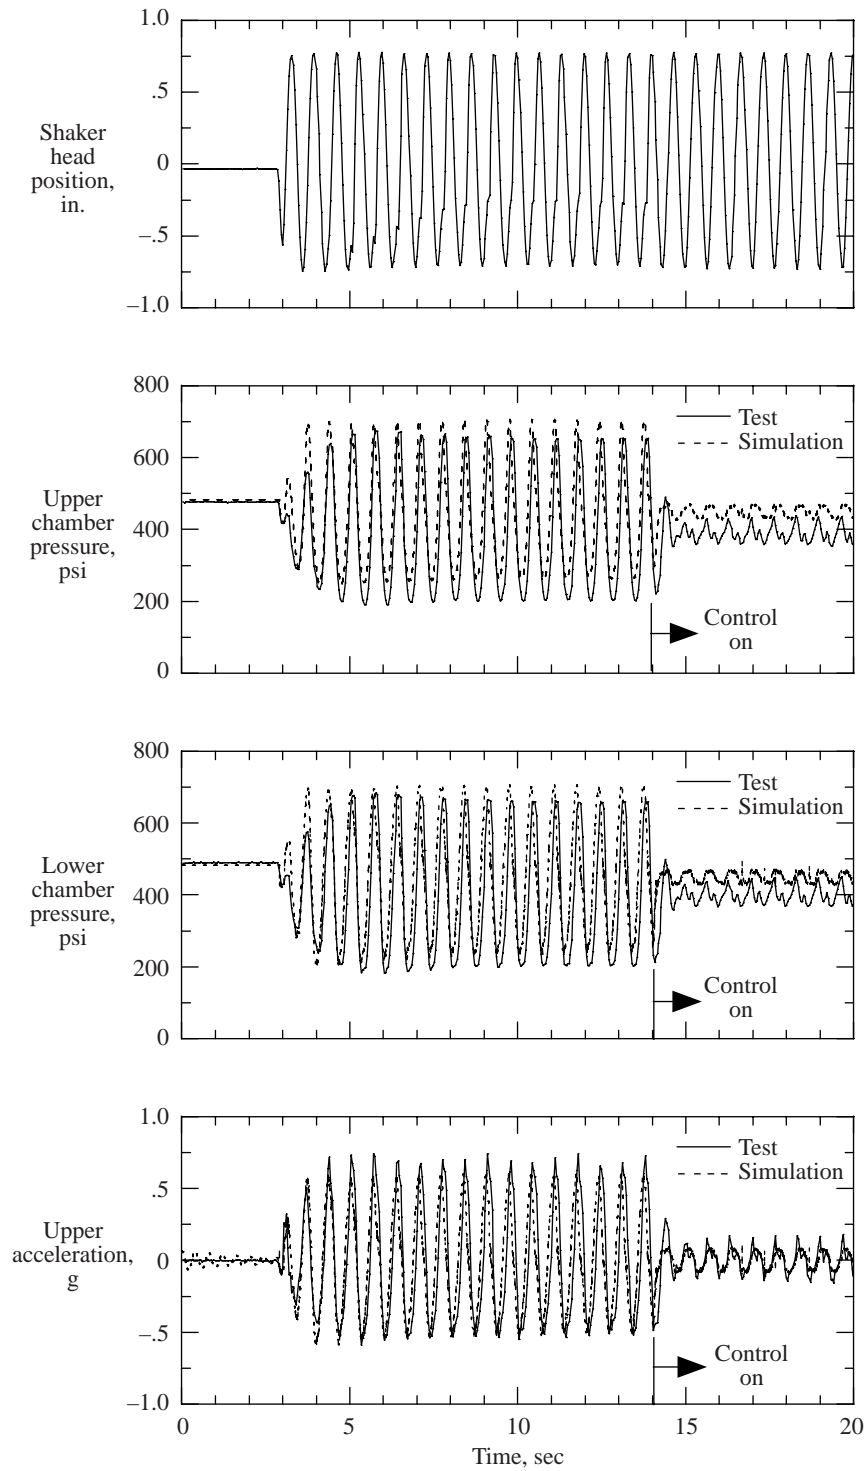 1.0
.5
Shaker
head
position,
in.
0
–.5
–1.0
800
Test
Simulation
600
Upper
chamber
pressure,
psi
400
200
Control
on
0
800
Test
Simulation
600
Lower
chamber
pressure,
psi
400
200
Control
on
0
1.0
Test
Simulation
.5
Upper
acceleration,
g
0
–.5
Control
on
–1.0
0 5 10 15 20
Time, sec